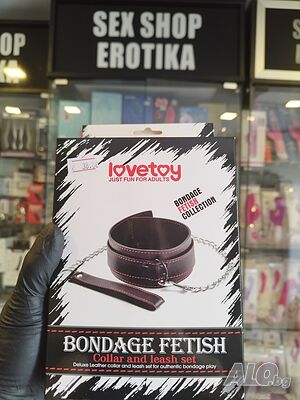 SEX SHOP
EROTIKA
lovetoy
JUST FUN FOR ADULTS
BONDAGE
FETISH
COLLECTION
BONDAGE FETISH
Collar and leash set
Deluxe Leather collar and leash set for authentic bondage play
ALO.bg